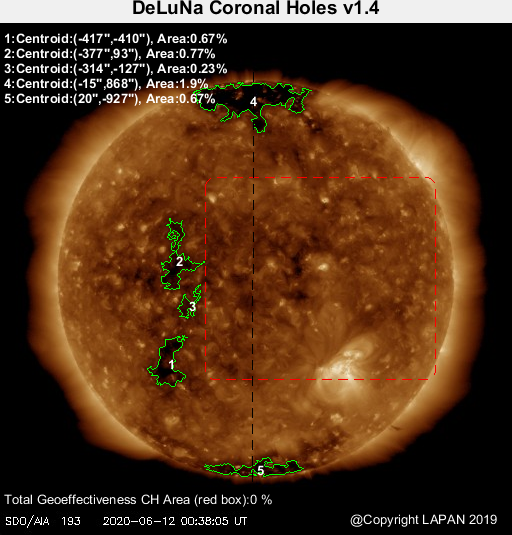 DeLuNa Coronal Holes v1.4
1:Centroid:(-417",-410"), Area:0.67%
2:Centroid:(-377",93"), Area:0.77%
3:Centroid:(-314",-127"), Area:0.23%
4:Centroid:(-15",868"), Area:1.9%
5:Centroid:(20",-927"), Area:0.67%
4
2
3
1
5
Total Geoeffectiveness CH Area (red box):0 %
SDO/AIA 193 2020-06-12 00:38:05 UT
@Copyright LAPAN 2019